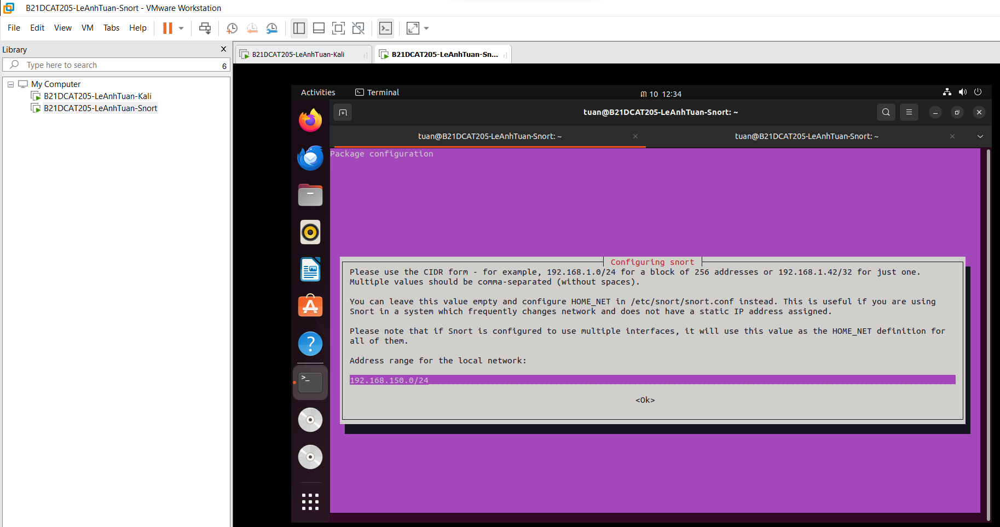 B21DCAT205-LeAnhTuan-Snort - VMware Workstation
File Edit View VM Tabs Help
Library
Type here to search
6
My Computer
B21DCAT205-LeAnhTuan-Kali
B21DCAT205-LeAnhTuan-Snort
B21DCAT205-LeAnhTuan-Kali
B21DCAT205-LeAnhTuan-Sn...
Activities
Terminal
10 12:34
tuan@B21DCAT205-LeAnhTuan-Snort: ~
tuan@B21DCAT205-LeAnhTuan-Snort: ~
tuan@B21DCAT205-LeAnhTuan-Snort: ~
Package configuration
Configuring snort
Please use the CIDR form - for example, 192.168.1.0/24 for a block of 256 addresses or 192.168.1.42/32 for just one.
Multiple values should be comma-separated (without spaces).
You can leave this value empty and configure HOME_NET in /etc/snort/snort.conf instead. This is useful if you are using
Snort in a system which frequently changes network and does not have a static IP address assigned.
Please note that if Snort is configured to use multiple interfaces, it will use this value as the HOME_NET definition for
all of them.
Address range for the local network:
192.168.150.0/24
<Ok>